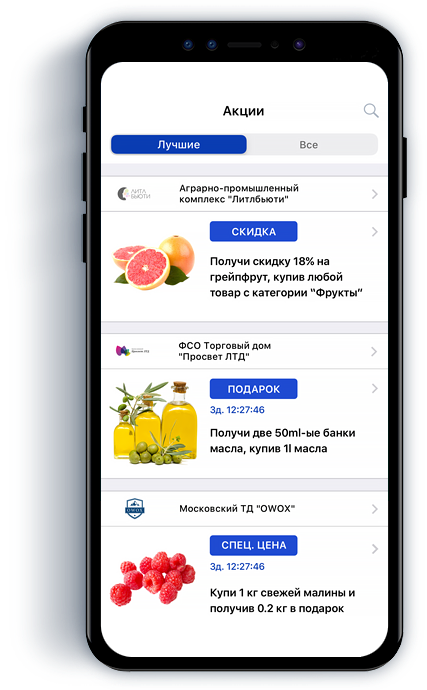 Акции
Лучшие
Все
ЛИТЛ
БЬЮТИ
Аграрно-промышленный
комплекс "Литлбьюти"
СКИДКА
Получи скидку 18% на
грейпфрут, купив любой
товар с категории “Фрукты”
ФСО Торговый дом
"Просвет ЛТД"
ПОДАРОК
3д. 12:27:46
Получи две 50ml-ые банки
масла, купив 1l масла
OWOX
Московский ТД "OWOX"
СПЕЦ. ЦЕНА
3д. 12:27:46
Купи 1 кг свежей малины и
получив 0.2 кг в подарок